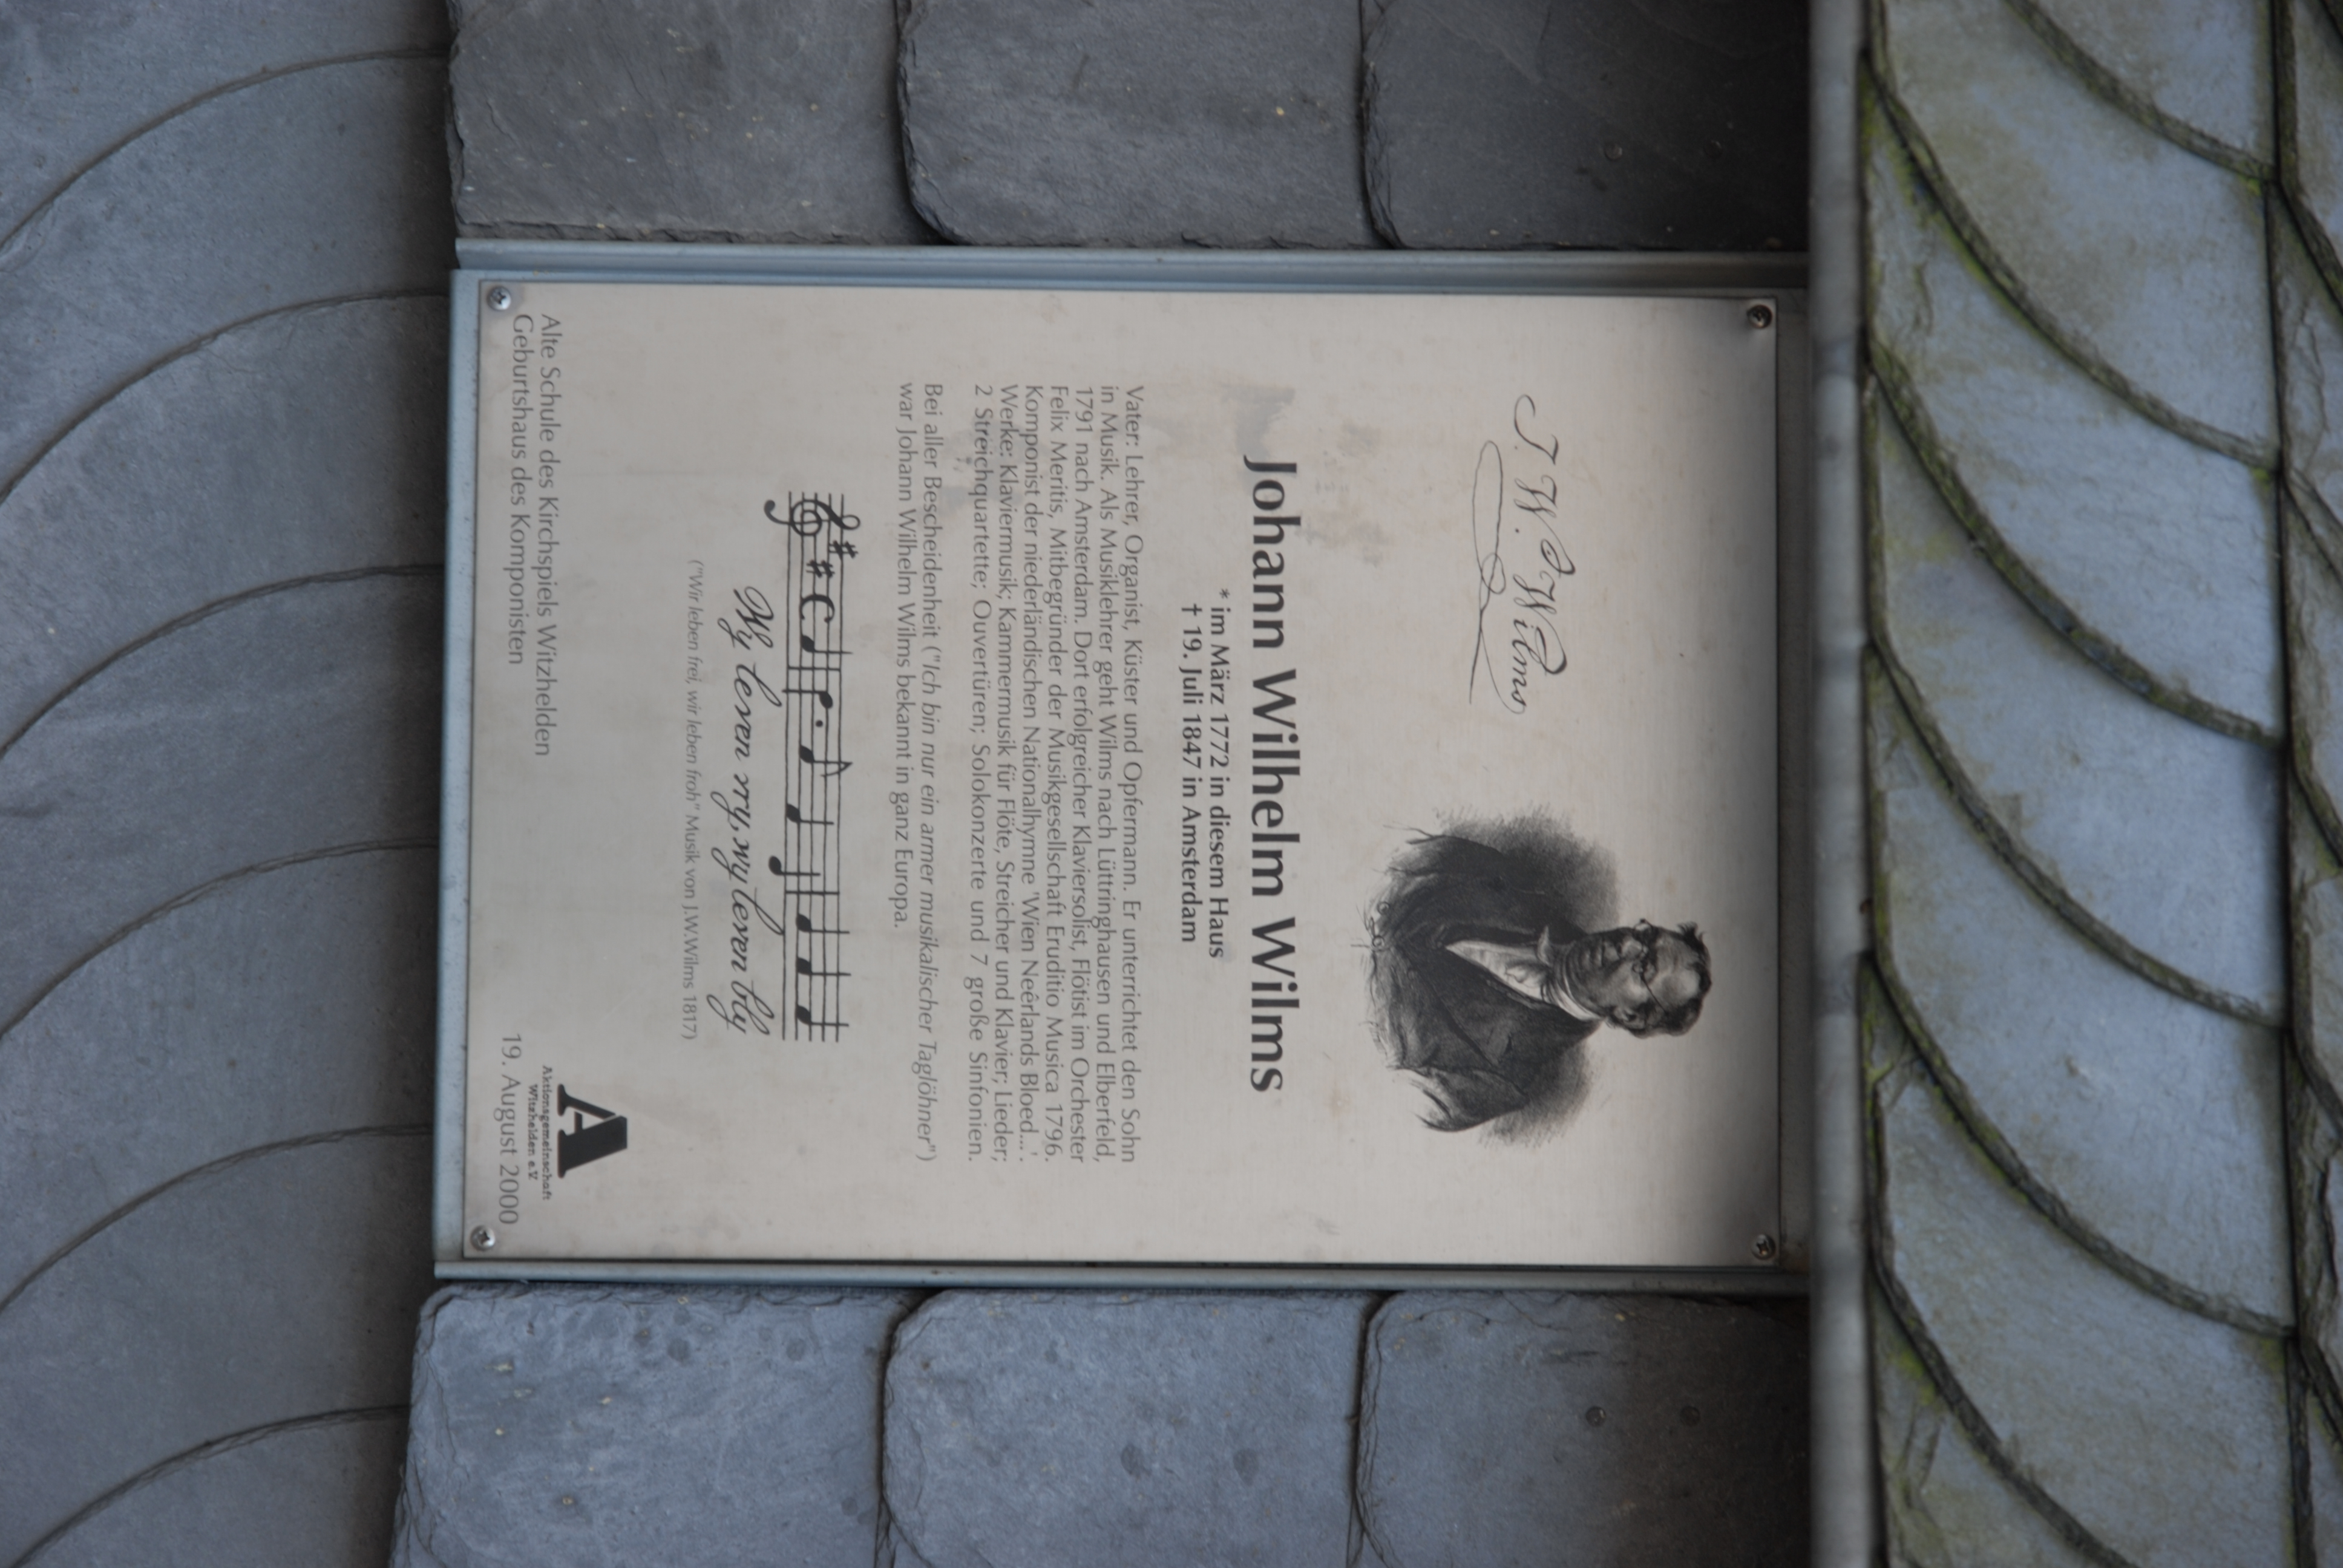 J. W. Wilms
Johann Wilhelm Wilms
* im März 1772 in diesem Haus
† 19. Juli 1847 in Amsterdam
Vater: Lehrer, Organist, Küster und Opfermann. Er unterrichtet den Sohn
in Musik. Als Musiklehrer geht Wilms nach Lüttringhausen und Elberfeld,
1791 nach Amsterdam. Dort erfolgreicher Klaviersolist, Flötist im Orchester
Felix Meritis, Mitbegründer der Musikgesellschaft Eruditio Musica 1796.
Komponist der niederländischen Nationalhymne 'Wien Neêrlands Bloed... .'
Werke: Klaviermusik; Kammermusik für Flöte, Streicher und Klavier; Lieder;
2 Streichquartette; Ouvertüren; Solokonzerte und 7 große Sinfonien.
Bei aller Bescheidenheit ("Ich bin nur ein armer musikalischer Taglöhner")
war Johann Wilhelm Wilms bekannt in ganz Europa.
Wy leven vry, wy leven bly
("Wir leben frei, wir leben froh" Musik von J.W.Wilms 1817)
Alte Schule des Kirchspiels Witzhelden
Geburtshaus des Komponisten
A
Aktionsgemeinschaft
Witzhelden e.V.
19. August 2000